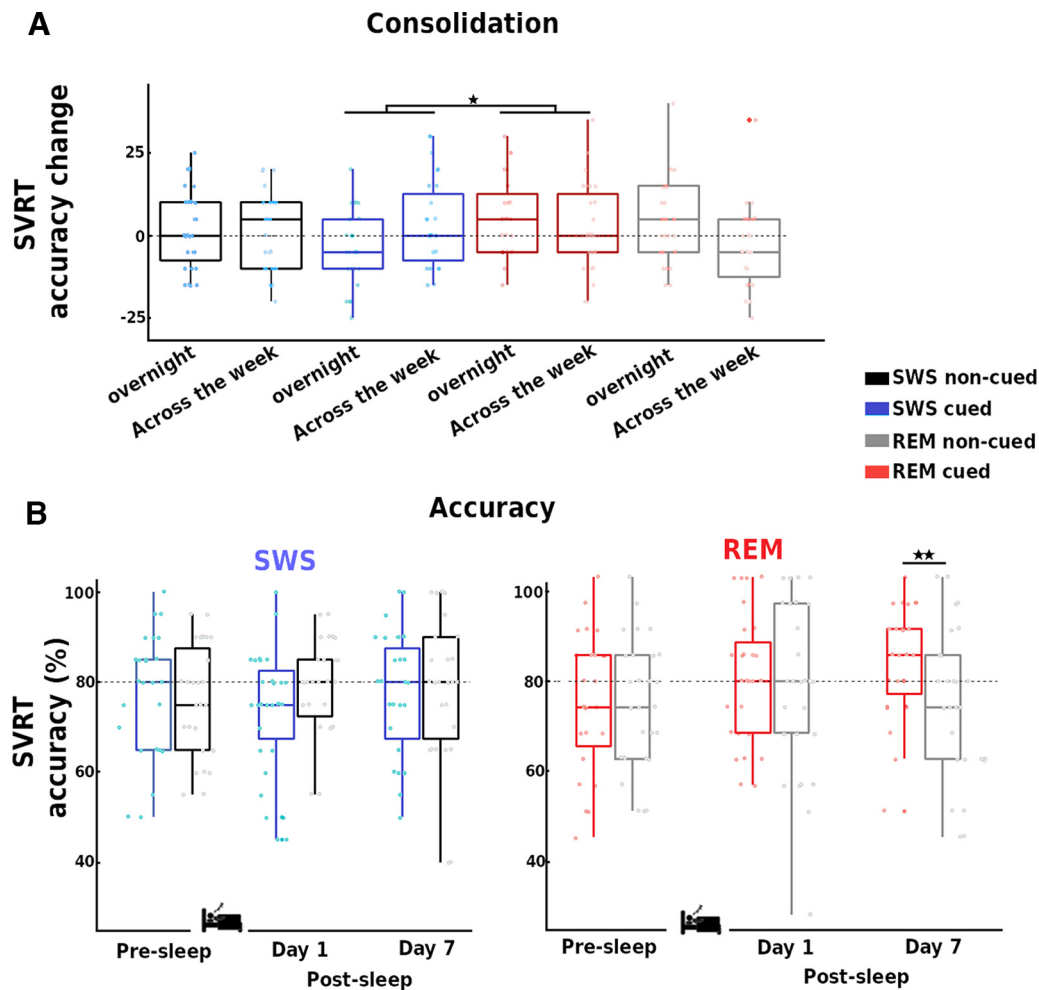 A
Consolidation
SVRT
accuracy change
25
0
-25
overnight
Across the week
overnight
Across the week
overnight
Across the week
overnight
Across the week
SWS non-cued
SWS cued
REM non-cued
REM cued
B
Accuracy
SWS
REM
SVRT
accuracy (%)
100
80
60
40
100
80
60
40
Pre-sleep
Day 1
Day 7
Post-sleep
Pre-sleep
Day 1
Day 7
Post-sleep